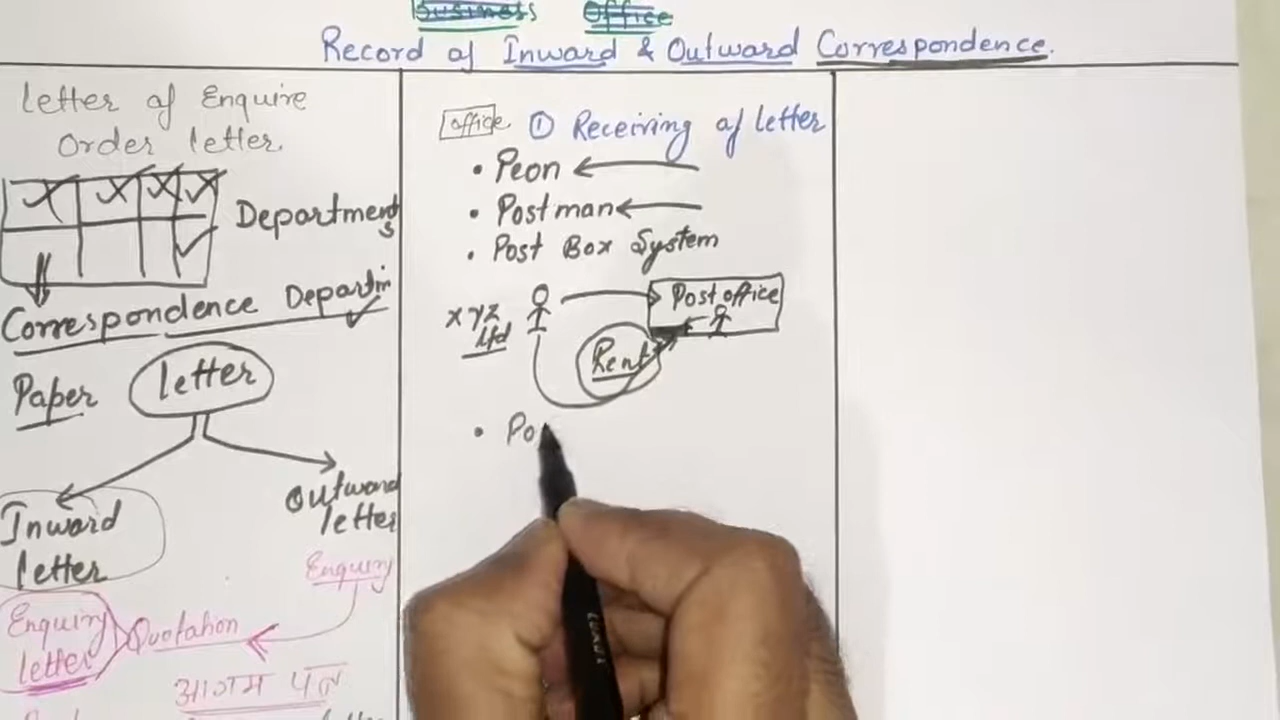 Business Office
Record of Inward & Outward Correspondence.
Letter of Enquire
Order letter.
Departments
Correspondence Departm
Paper
letter
Inward
letter
Outward
letter
Enquiry
Enquiry
letter
Quotation
आगम पत्र
office ① Receiving of letter
• Peon
• Postman
• Post Box System
xyz
Ltd
Post office
Rent
• Po